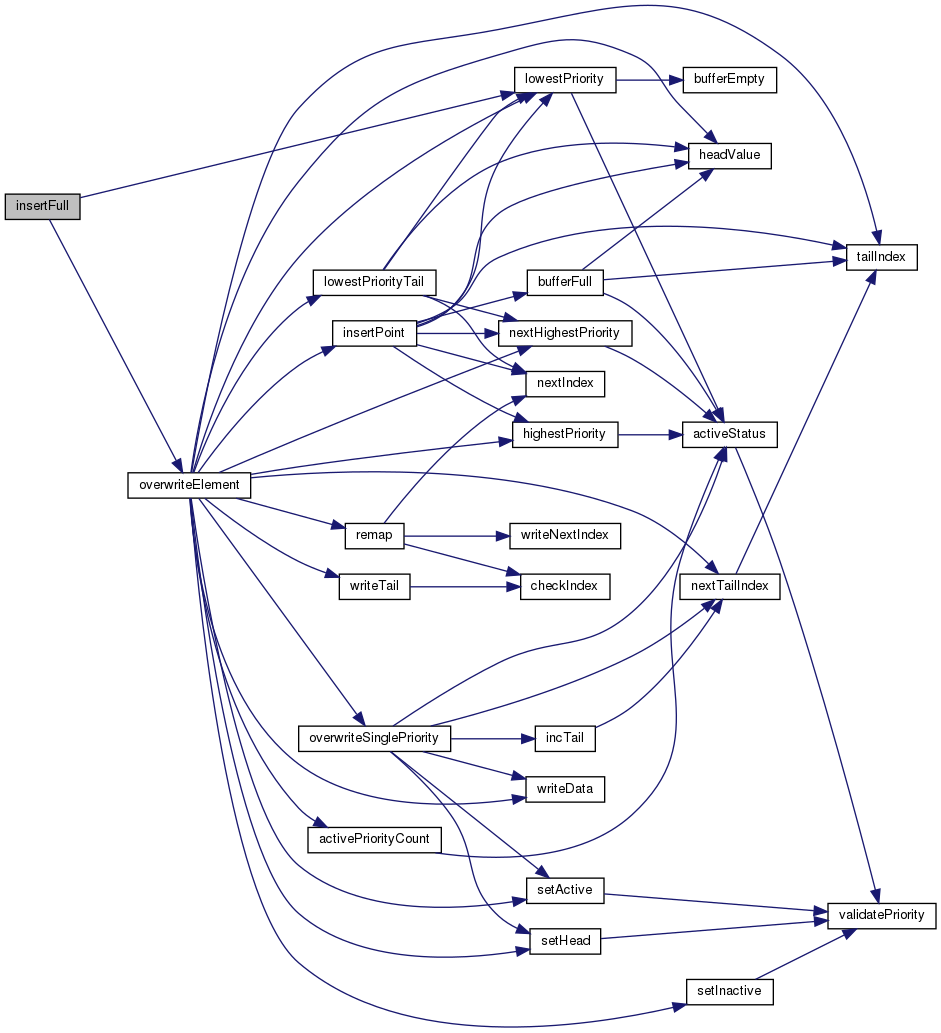 lowestPriority
bufferEmpty
headValue
insertFull
tailIndex
lowestPriorityTail
bufferFull
insertPoint
nextHighestPriority
nextIndex
highestPriority
activeStatus
overwriteElement
remap
writeNextIndex
writeTail
checkIndex
nextTailIndex
overwriteSinglePriority
incTail
writeData
activePriorityCount
setActive
validatePriority
setHead
setInactive